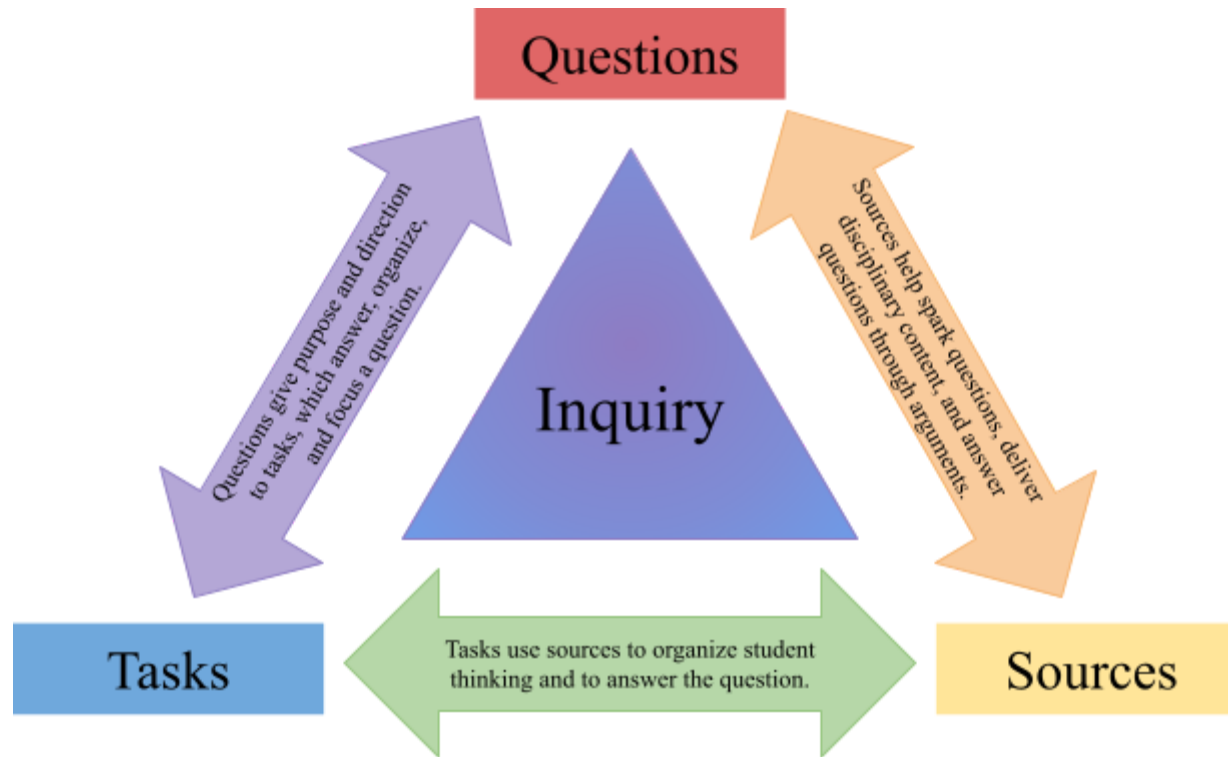 Questions
Questions give purpose and direction
to tasks, which answer, organize,
and focus a question.
Sources help spark questions, deliver
disciplinary content, and answer
questions through arguments.
Inquiry
Tasks use sources to organize student
thinking and to answer the question.
Tasks
Sources